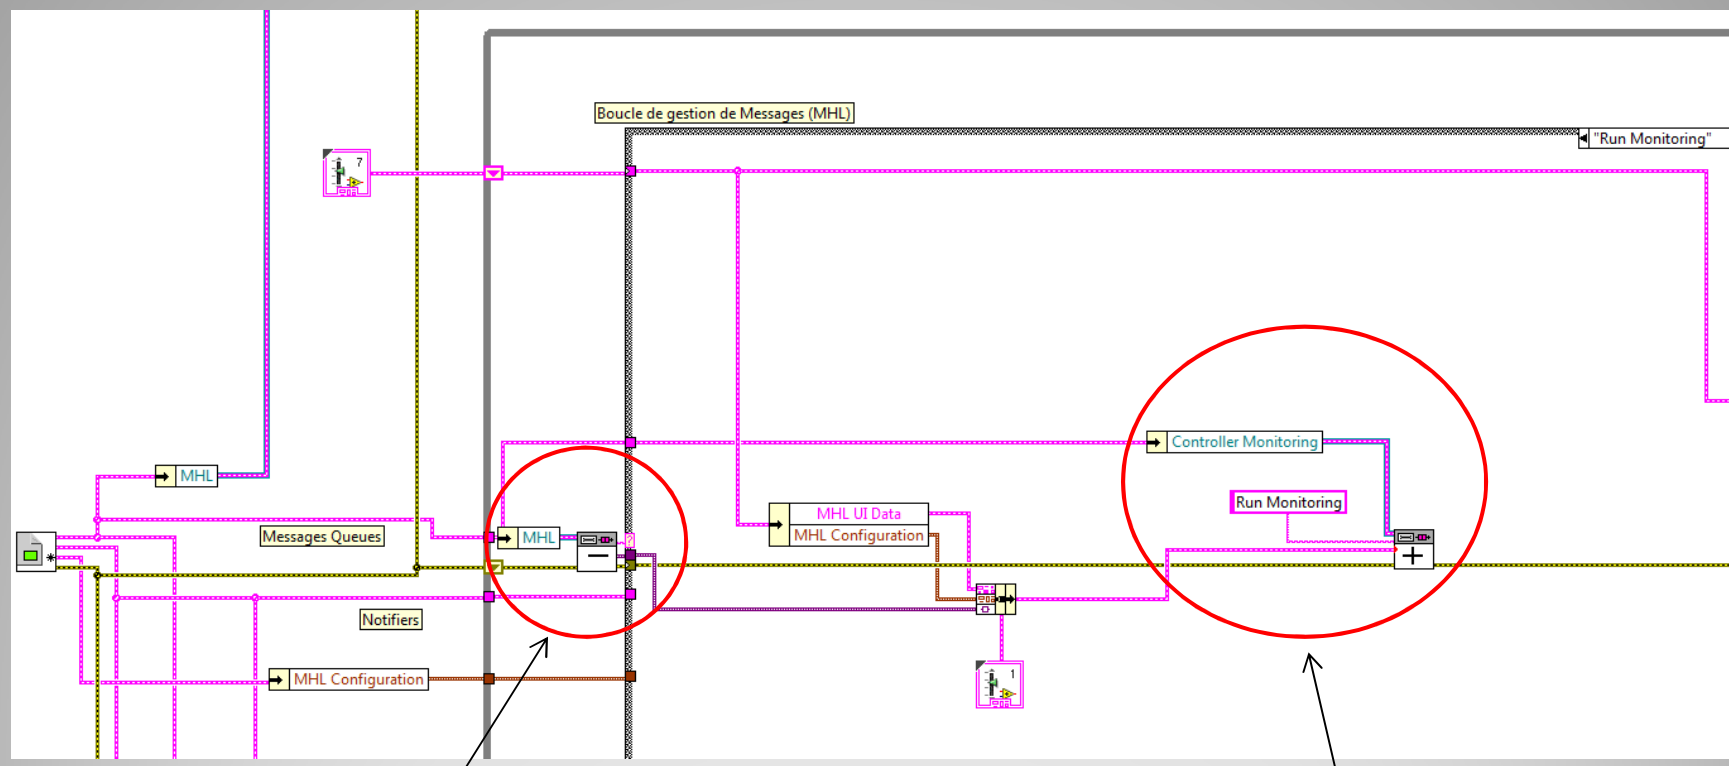 Boucle de gestion de Messages (MHL)
"Run Monitoring"
7
Controller Monitoring
MHL
Run Monitoring
MHL UI Data
MHL Configuration
Messages Queues
MHL
?
Notifiers
MHL Configuration
1